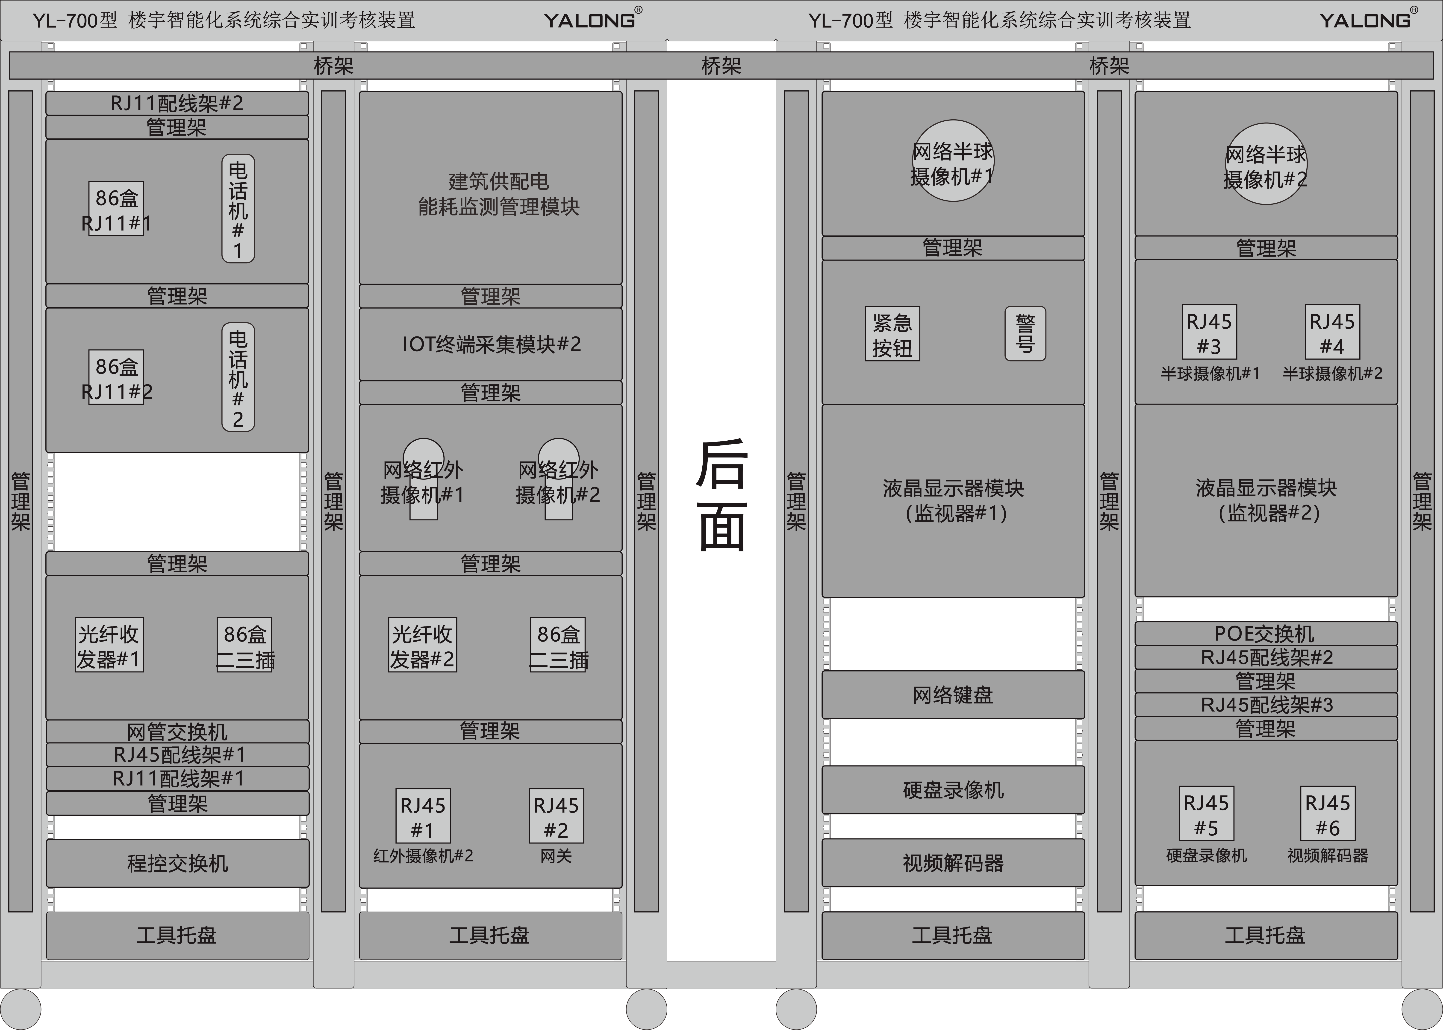 YL-700型 楼宇智能化系统综合实训考核装置
YALONG®
YL-700型 楼宇智能化系统综合实训考核装置
YALONG®
桥架
桥架
桥架
管理架
RJ11配线架#2
管理架
86盒
RJ11#1
电话机#1
管理架
86盒
RJ11#2
电话机#2
管理架
光纤收
发器#1
86盒
二三插
网管交换机
RJ45配线架#1
RJ11配线架#1
管理架
程控交换机
工具托盘
管理架
建筑供配电
能耗监测管理模块
管理架
IOT终端采集模块#2
管理架
网络红外
摄像机#1
网络红外
摄像机#2
管理架
光纤收
发器#2
86盒
二三插
管理架
RJ45
#1
红外摄像机#2
RJ45
#2
网关
工具托盘
管理架
后面
管理架
网络半球
摄像机#1
管理架
紧急
按钮
警号
液晶显示器模块
(监视器#1)
网络键盘
硬盘录像机
视频解码器
工具托盘
管理架
网络半球
摄像机#2
管理架
RJ45
#3
半球摄像机#1
RJ45
#4
半球摄像机#2
液晶显示器模块
(监视器#2)
POE交换机
RJ45配线架#2
管理架
RJ45配线架#3
管理架
RJ45
#5
硬盘录像机
RJ45
#6
视频解码器
工具托盘
管理架